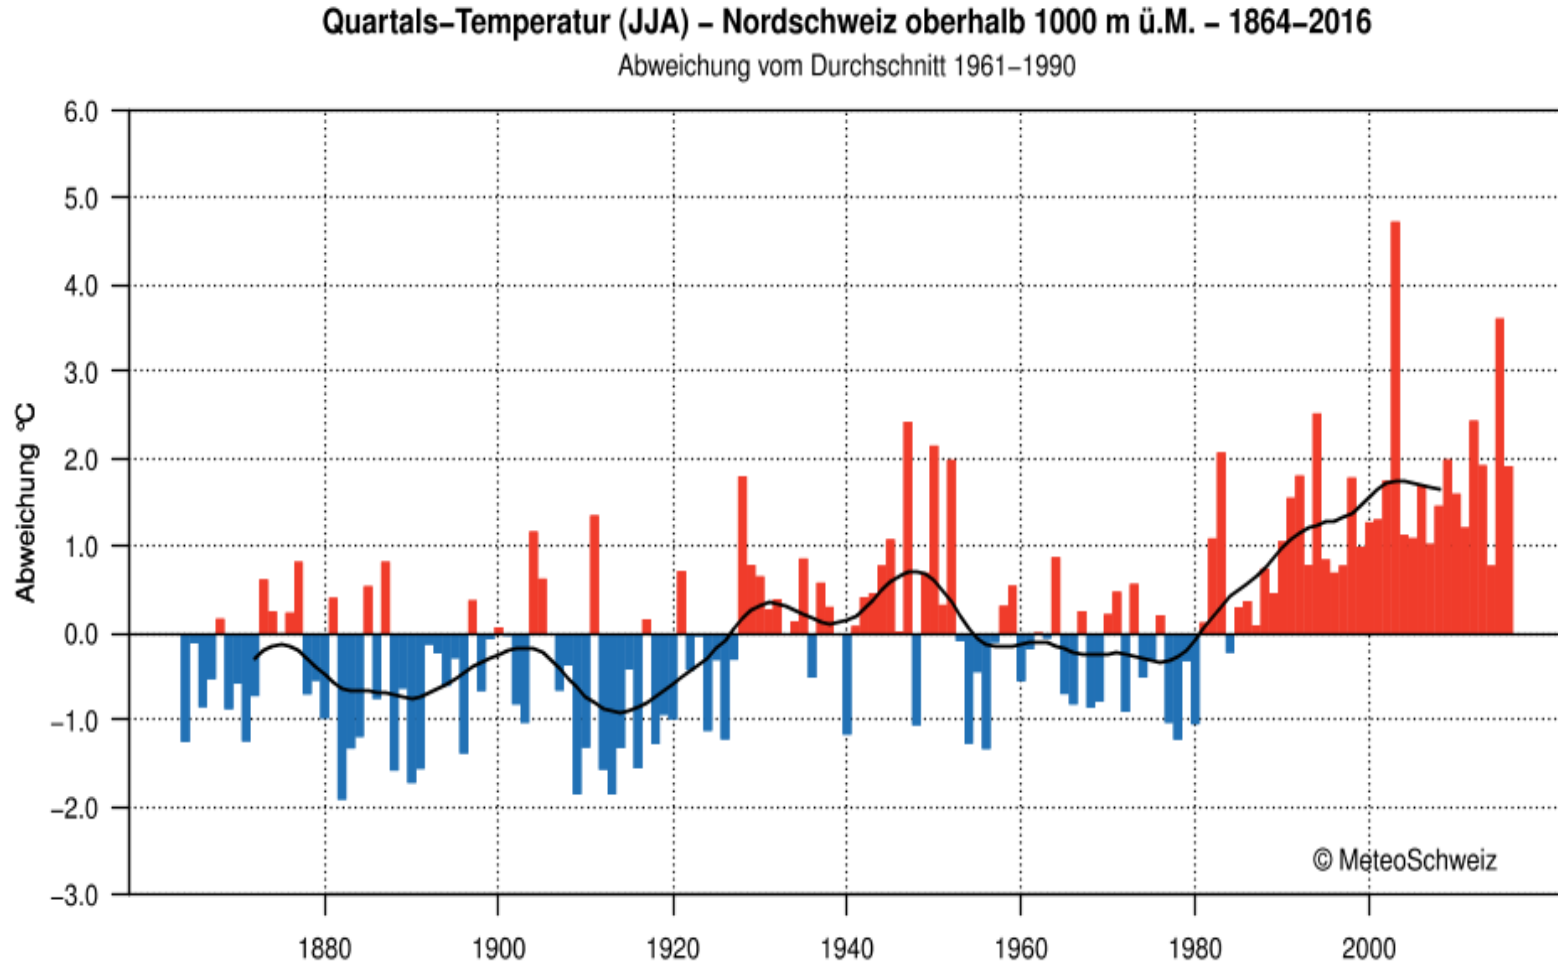 Quartals–Temperatur (JJA) – Nordschweiz oberhalb 1000 m ü.M. – 1864–2016
Abweichung vom Durchschnitt 1961–1990
Abweichung °C
6.0
5.0
4.0
3.0
2.0
1.0
0.0
–1.0
–2.0
–3.0
© MeteoSchweiz
1880 1900 1920 1940 1960 1980 2000